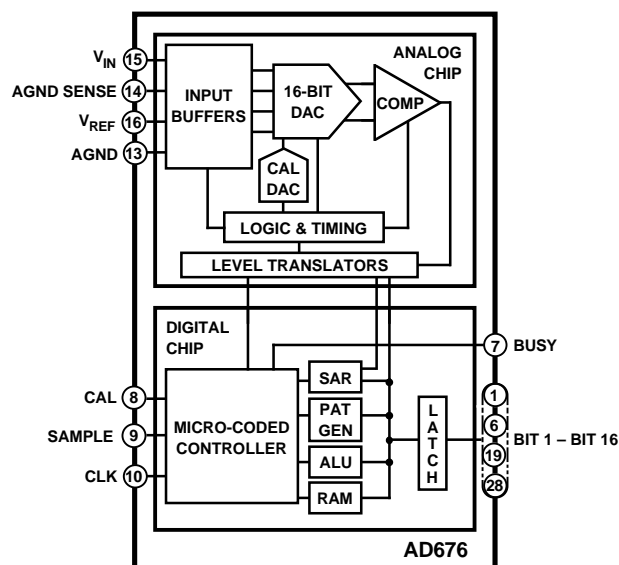 ANALOG
CHIP
V_IN 15
AGND SENSE 14
V_REF 16
AGND 13
INPUT
BUFFERS
16-BIT
DAC
COMP
CAL
DAC
LOGIC & TIMING
LEVEL TRANSLATORS
DIGITAL
CHIP
7 BUSY
CAL 8
SAMPLE 9
CLK 10
MICRO-CODED
CONTROLLER
SAR
PAT
GEN
ALU
RAM
L
A
T
C
H
1
6
19
28
BIT 1 – BIT 16
AD676